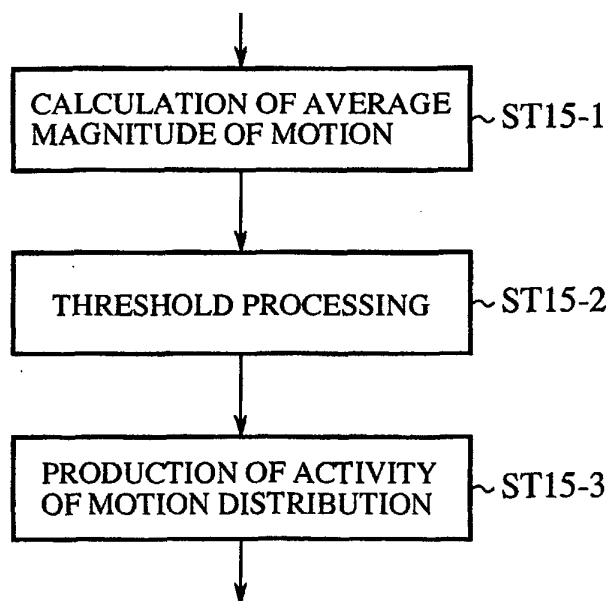 CALCULATION OF AVERAGE
MAGNITUDE OF MOTION
~ST15-1
THRESHOLD PROCESSING
~ST15-2
PRODUCTION OF ACTIVITY
OF MOTION DISTRIBUTION
~ST15-3